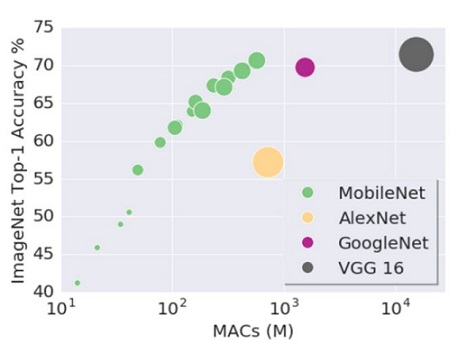 ImageNet Top-1 Accuracy %
75
70
65
60
55
50
45
40
10¹ 10² 10³ 10⁴
MACs (M)
MobileNet
AlexNet
GoogleNet
VGG 16